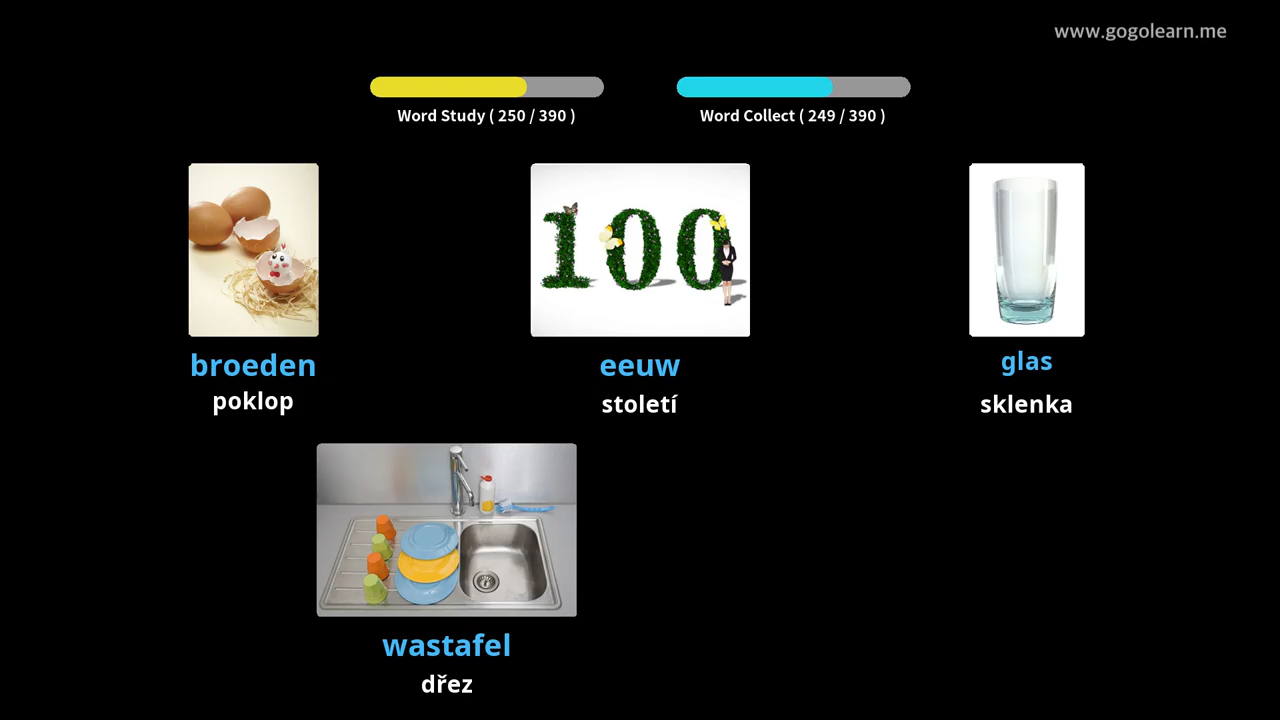 www.gogolearn.me
Word Study ( 250 / 390 )
Word Collect ( 249 / 390 )
100
broeden
poklop
eeuw
století
glas
sklenka
wastafel
dřez